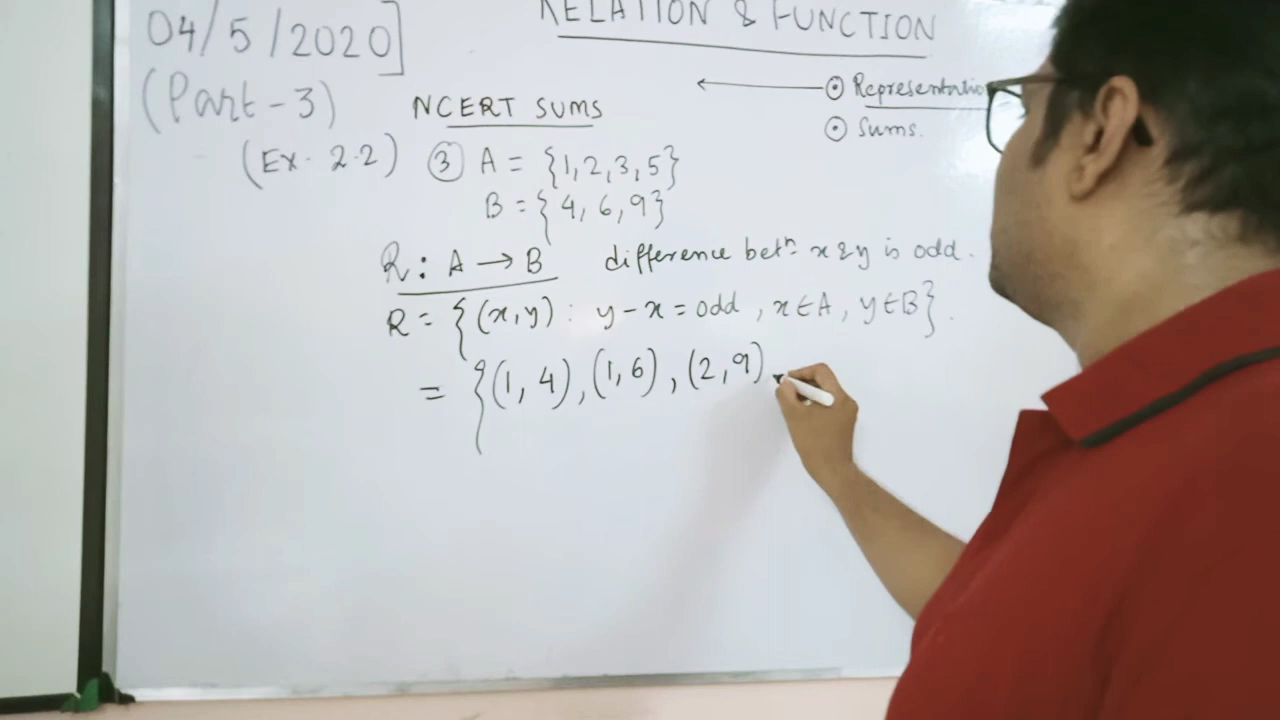 04/5/2020]
RELATION & FUNCTION
(Part-3)
NCERT SUMS
⊙ Representation
⊙ Sums.
(Ex. 2.2) ③ A = {1,2,3,5}
B = {4, 6, 9}
R : A → B difference betⁿ x & y is odd.
R = {(x,y) : y-x = odd, x∈A, y∈B}.
= {(1, 4), (1,6), (2,9)